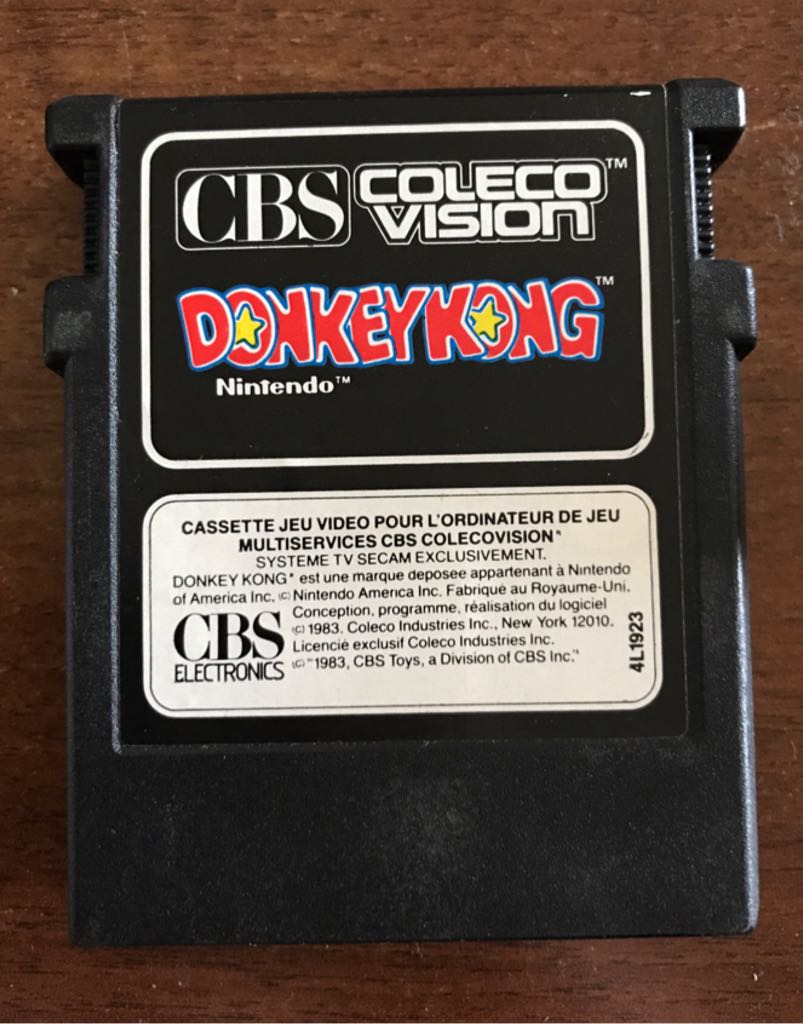 CBS COLECO VISION™
DONKEY KONG™
Nintendo™
CASSETTE JEU VIDEO POUR L'ORDINATEUR DE JEU
MULTISERVICES CBS COLECOVISION*
SYSTEME TV SECAM EXCLUSIVEMENT.
DONKEY KONG* est une marque deposee appartenant à Nintendo
of America Inc. (C) Nintendo America Inc. Fabriqué au Royaume-Uni.
Conception, programme, réalisation du logiciel
(C) 1983. Coleco Industries Inc., New York 12010.
Licencié exclusif Coleco Industries Inc.
(C) "1983, CBS Toys, a Division of CBS Inc."
CBS
ELECTRONICS
4L1923